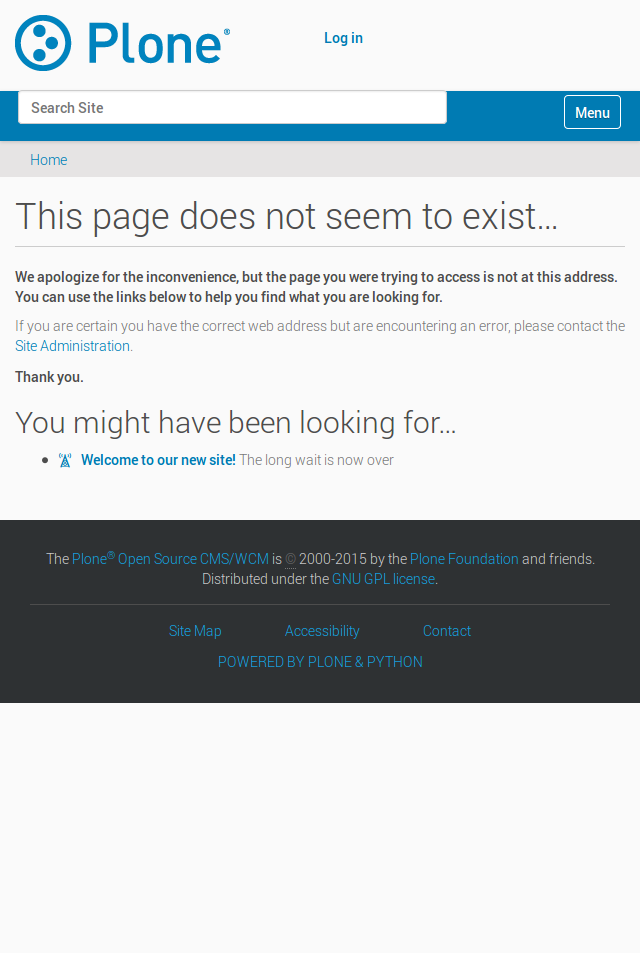 Plone®
Log in
Search Site
Menu
Home
This page does not seem to exist…
We apologize for the inconvenience, but the page you were trying to access is not at this address.
You can use the links below to help you find what you are looking for.
If you are certain you have the correct web address but are encountering an error, please contact the
Site Administration.
Thank you.
You might have been looking for…
Welcome to our new site! The long wait is now over
The Plone® Open Source CMS/WCM is © 2000-2015 by the Plone Foundation and friends.
Distributed under the GNU GPL license.
Site Map Accessibility Contact
POWERED BY PLONE & PYTHON